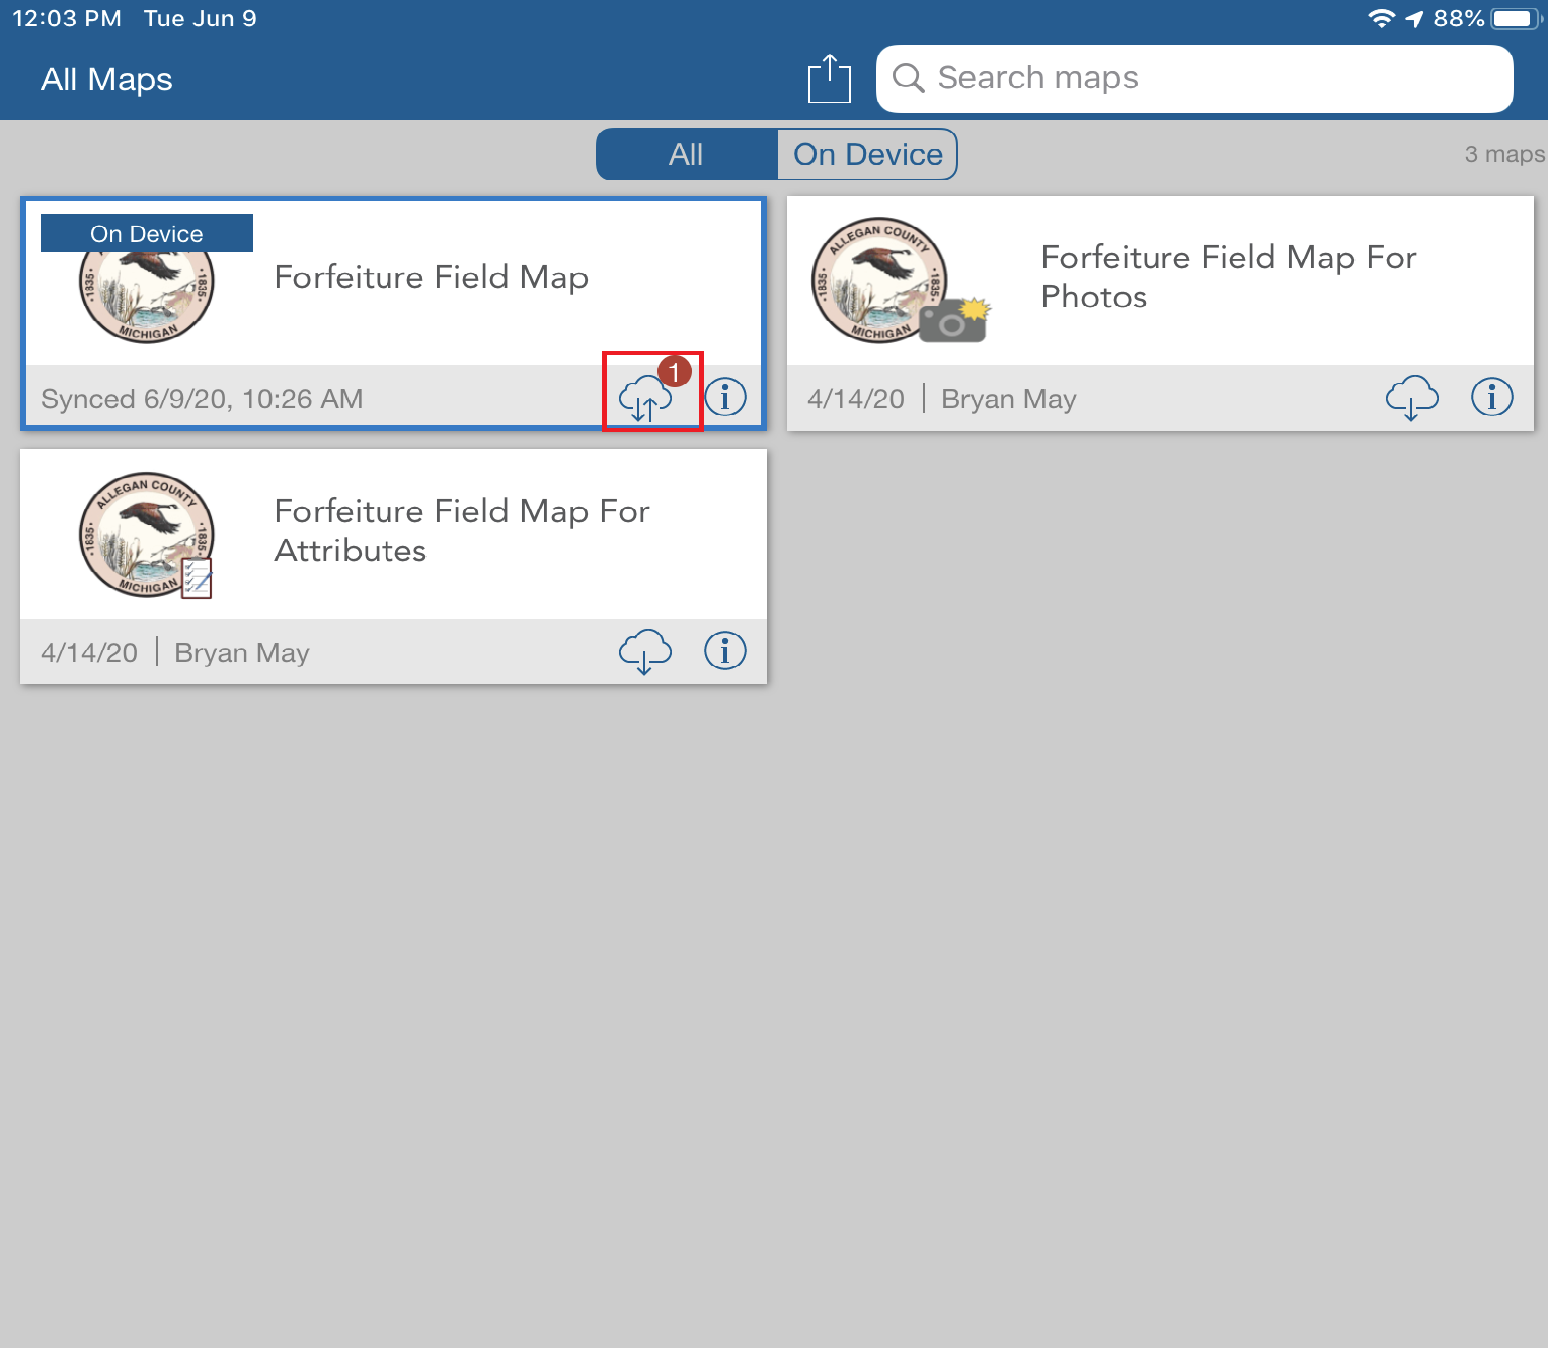 12:03 PM Tue Jun 9 88%
All Maps
Search maps
All On Device
3 maps
On Device
Forfeiture Field Map
1835 1835
MICHIGAN
Synced 6/9/20, 10:26 AM
1
ALLEGAN COUNTY
1835 1835
MICHIGAN
Forfeiture Field Map For
Photos
4/14/20 | Bryan May
ALLEGAN COUNTY
1835 1835
MICHIGAN
Forfeiture Field Map For
Attributes
4/14/20 | Bryan May